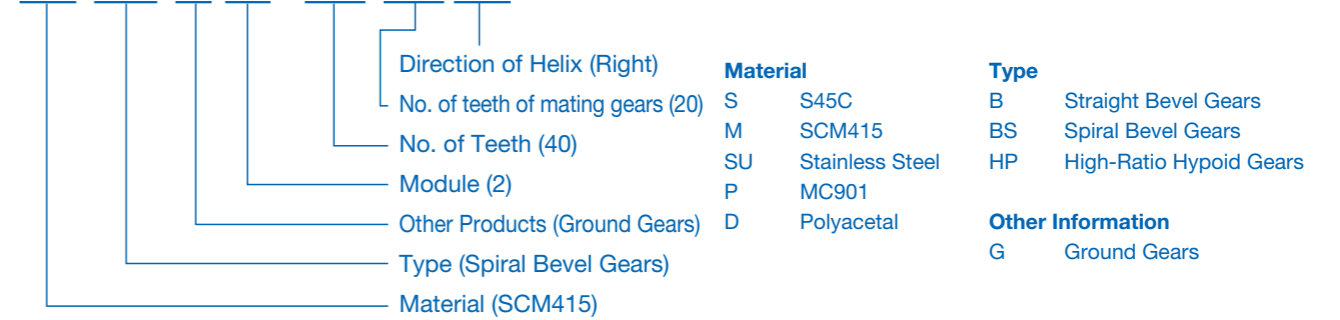 Direction of Helix (Right)
No. of teeth of mating gears (20)
No. of Teeth (40)
Module (2)
Other Products (Ground Gears)
Type (Spiral Bevel Gears)
Material (SCM415)
Material
S S45C
M SCM415
SU Stainless Steel
P MC901
D Polyacetal
Type
B Straight Bevel Gears
BS Spiral Bevel Gears
HP High-Ratio Hypoid Gears
Other Information
G Ground Gears